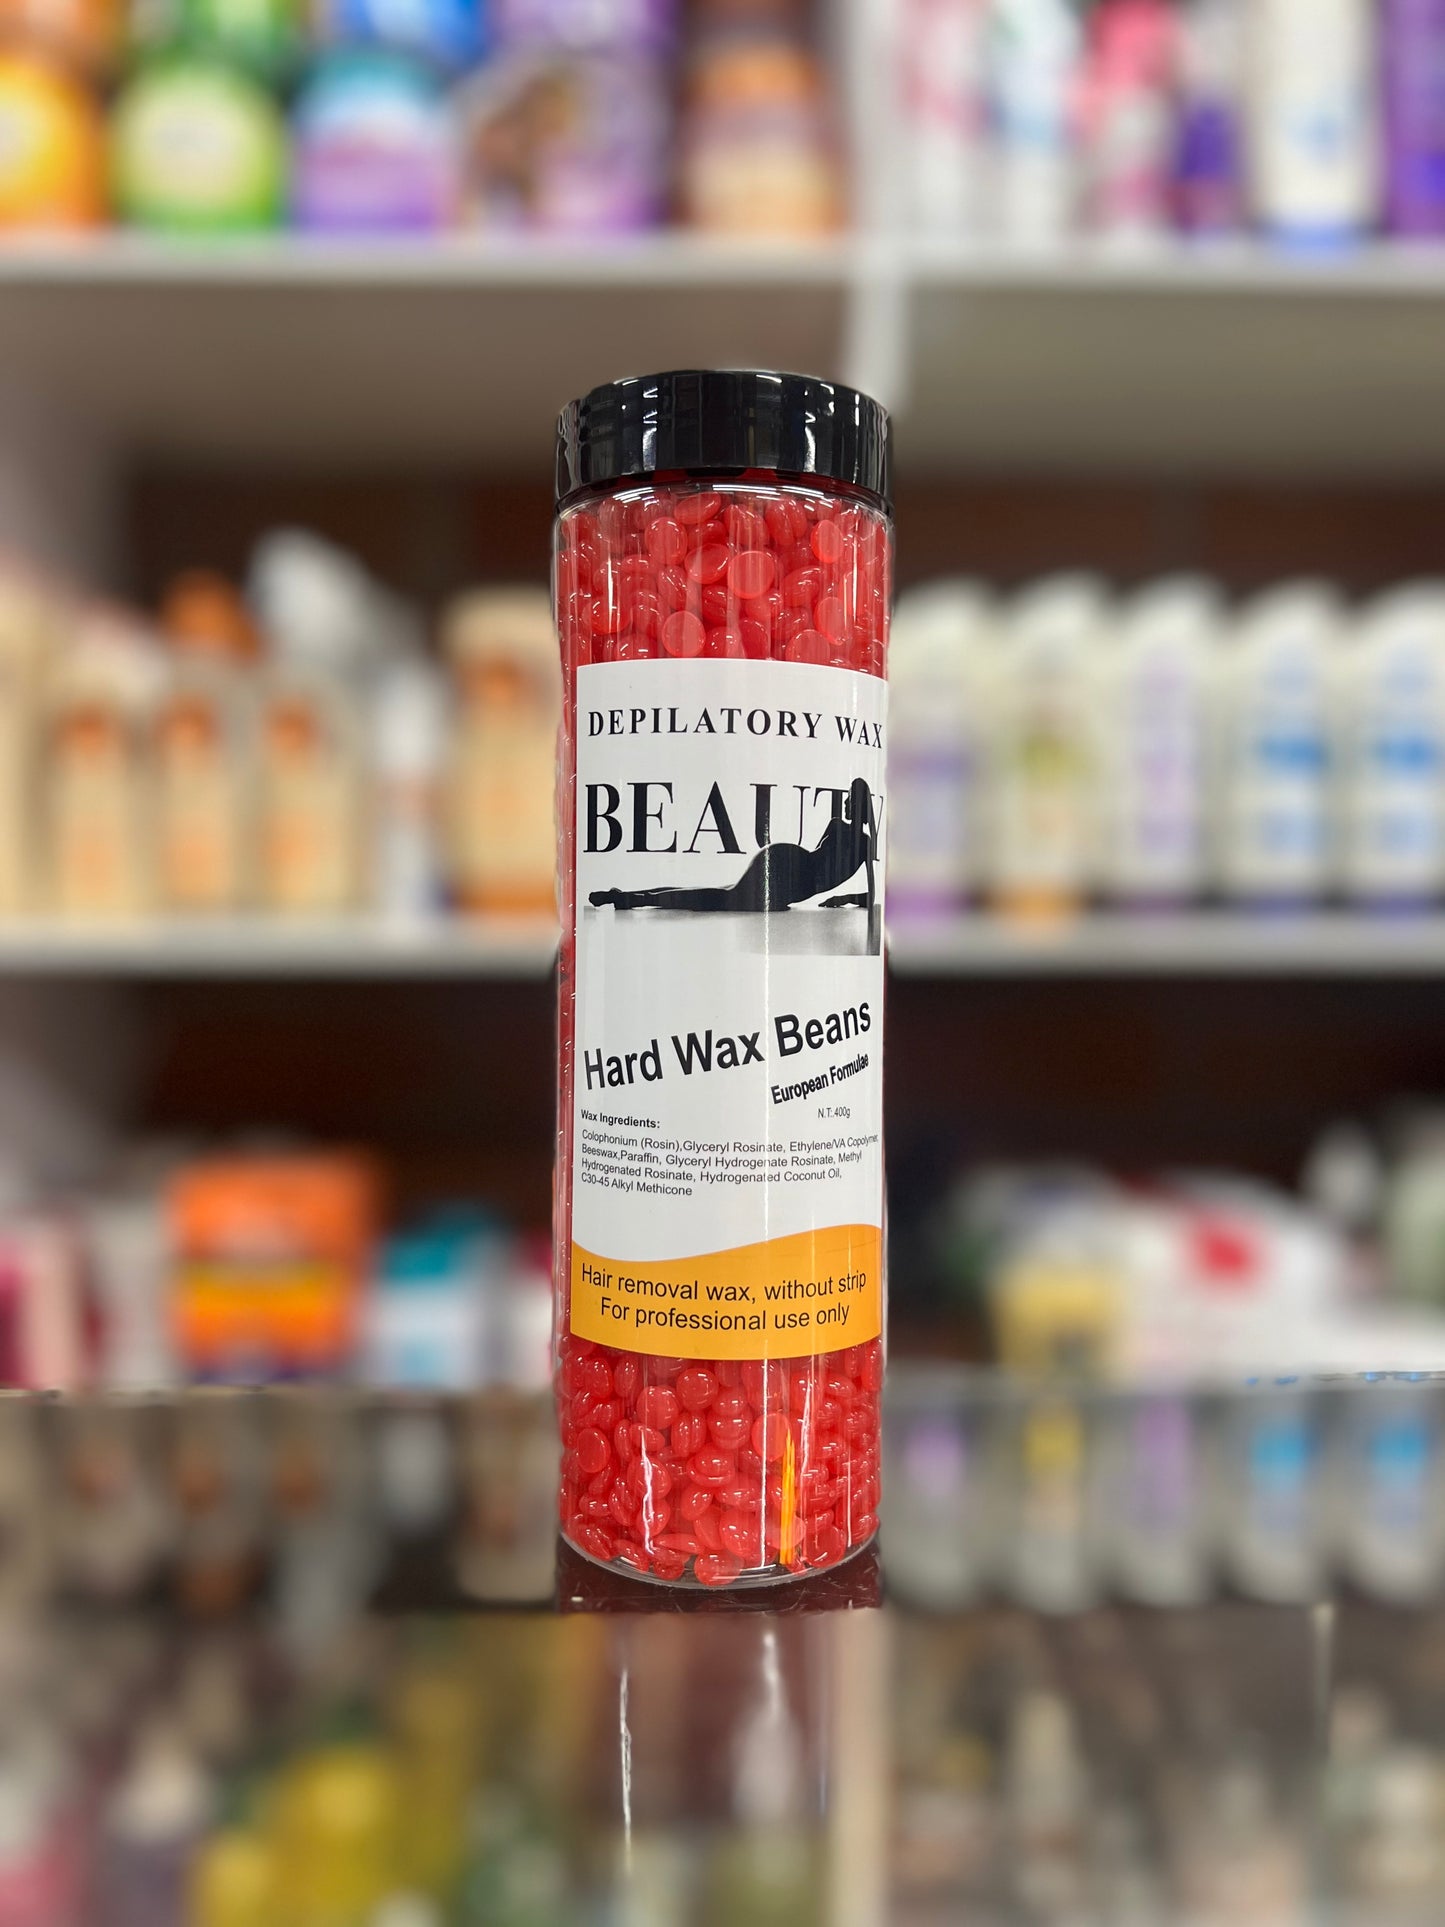 DEPILATORY WAX
BEAUTY
Hard Wax Beans
European Formulae
N.T:.400g
Wax Ingredients:
Colophonium (Rosin),Glyceryl Rosinate, Ethylene/VA Copolymer,
Beeswax,Paraffin, Glyceryl Hydrogenate Rosinate, Methyl
Hydrogenated Rosinate, Hydrogenated Coconut Oil,
C30-45 Alkyl Methicone
Hair removal wax, without strip
For professional use only